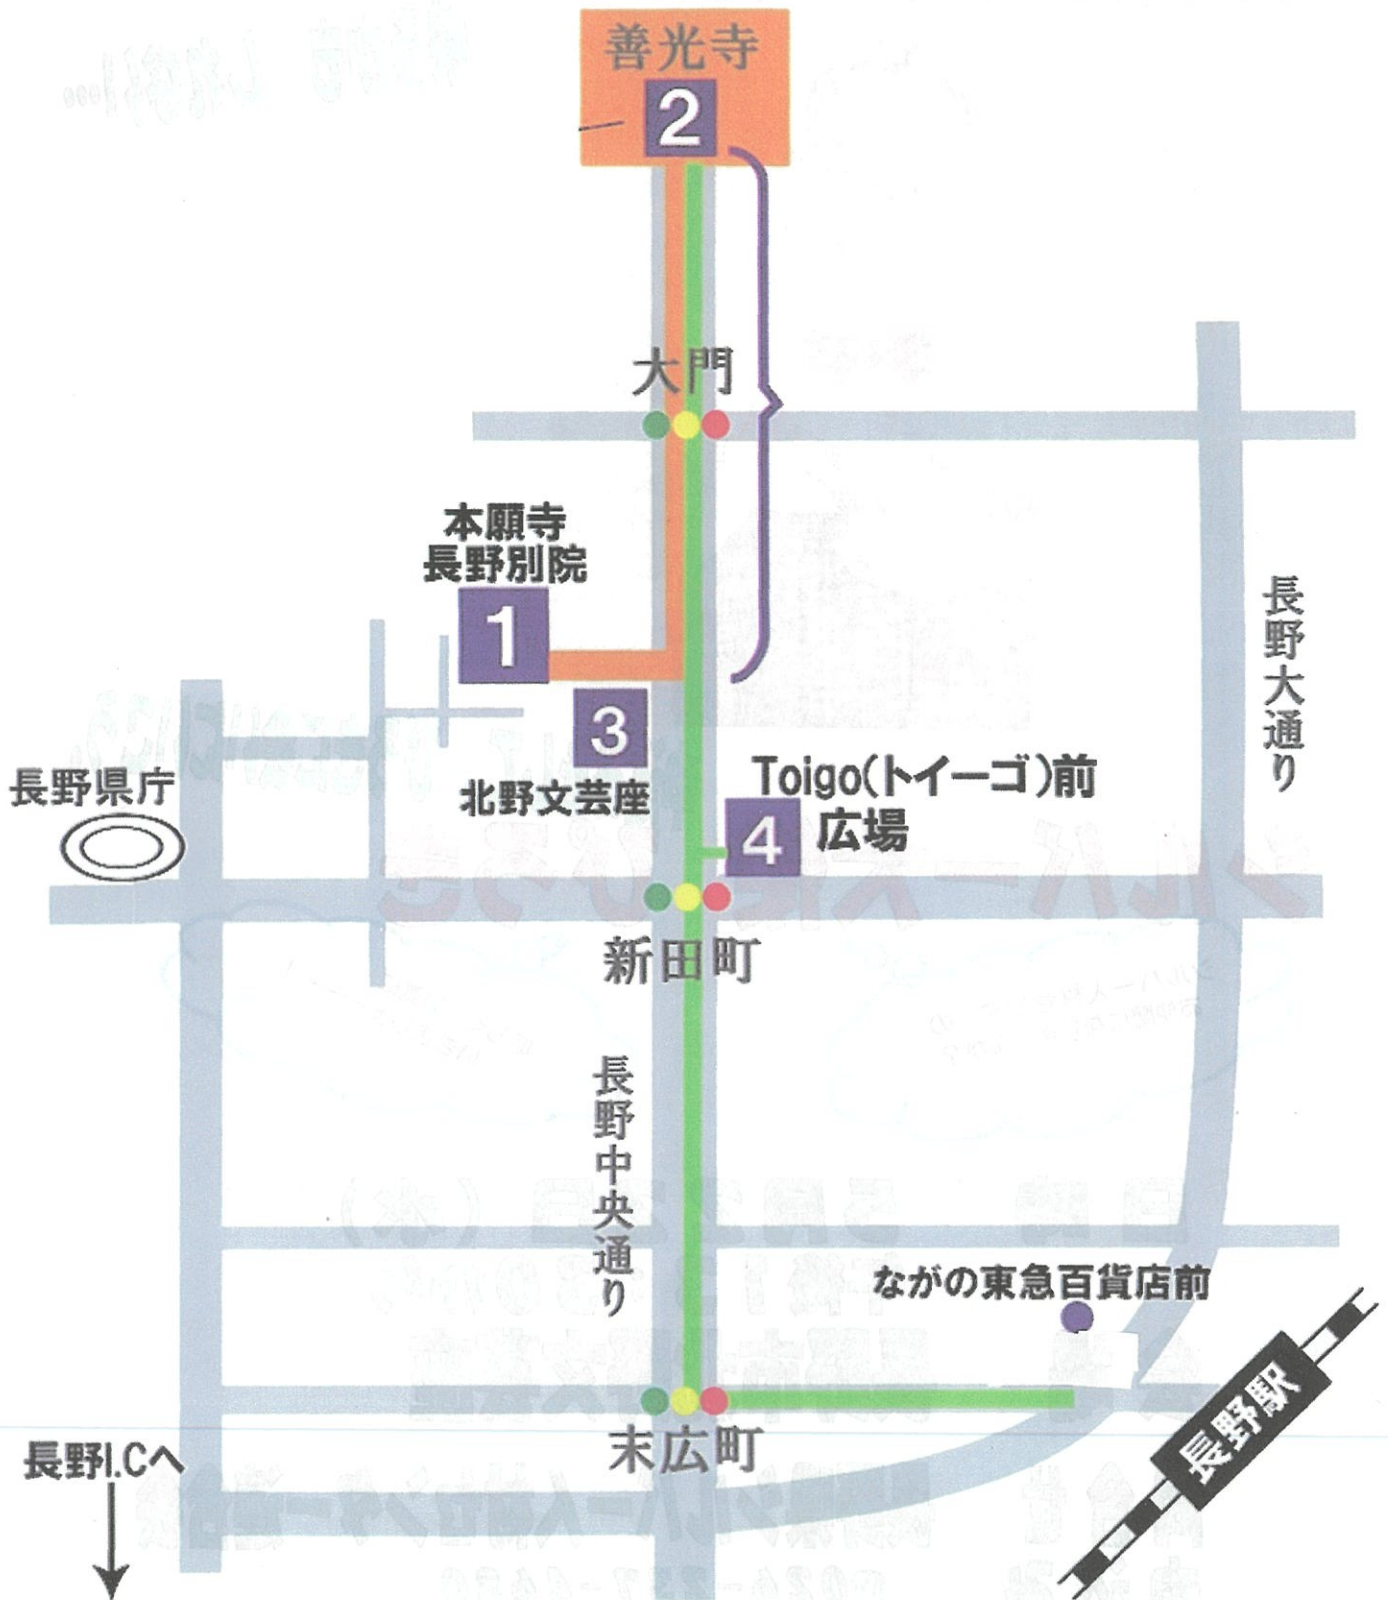 善光寺
2
大門
本願寺
長野別院
1
3
北野文芸座
Toigo(トイーゴ)前
広場
4
長野大通り
長野県庁
新田町
長野中央通り
ながの東急百貨店前
末広町
長野駅
長野I.Cへ